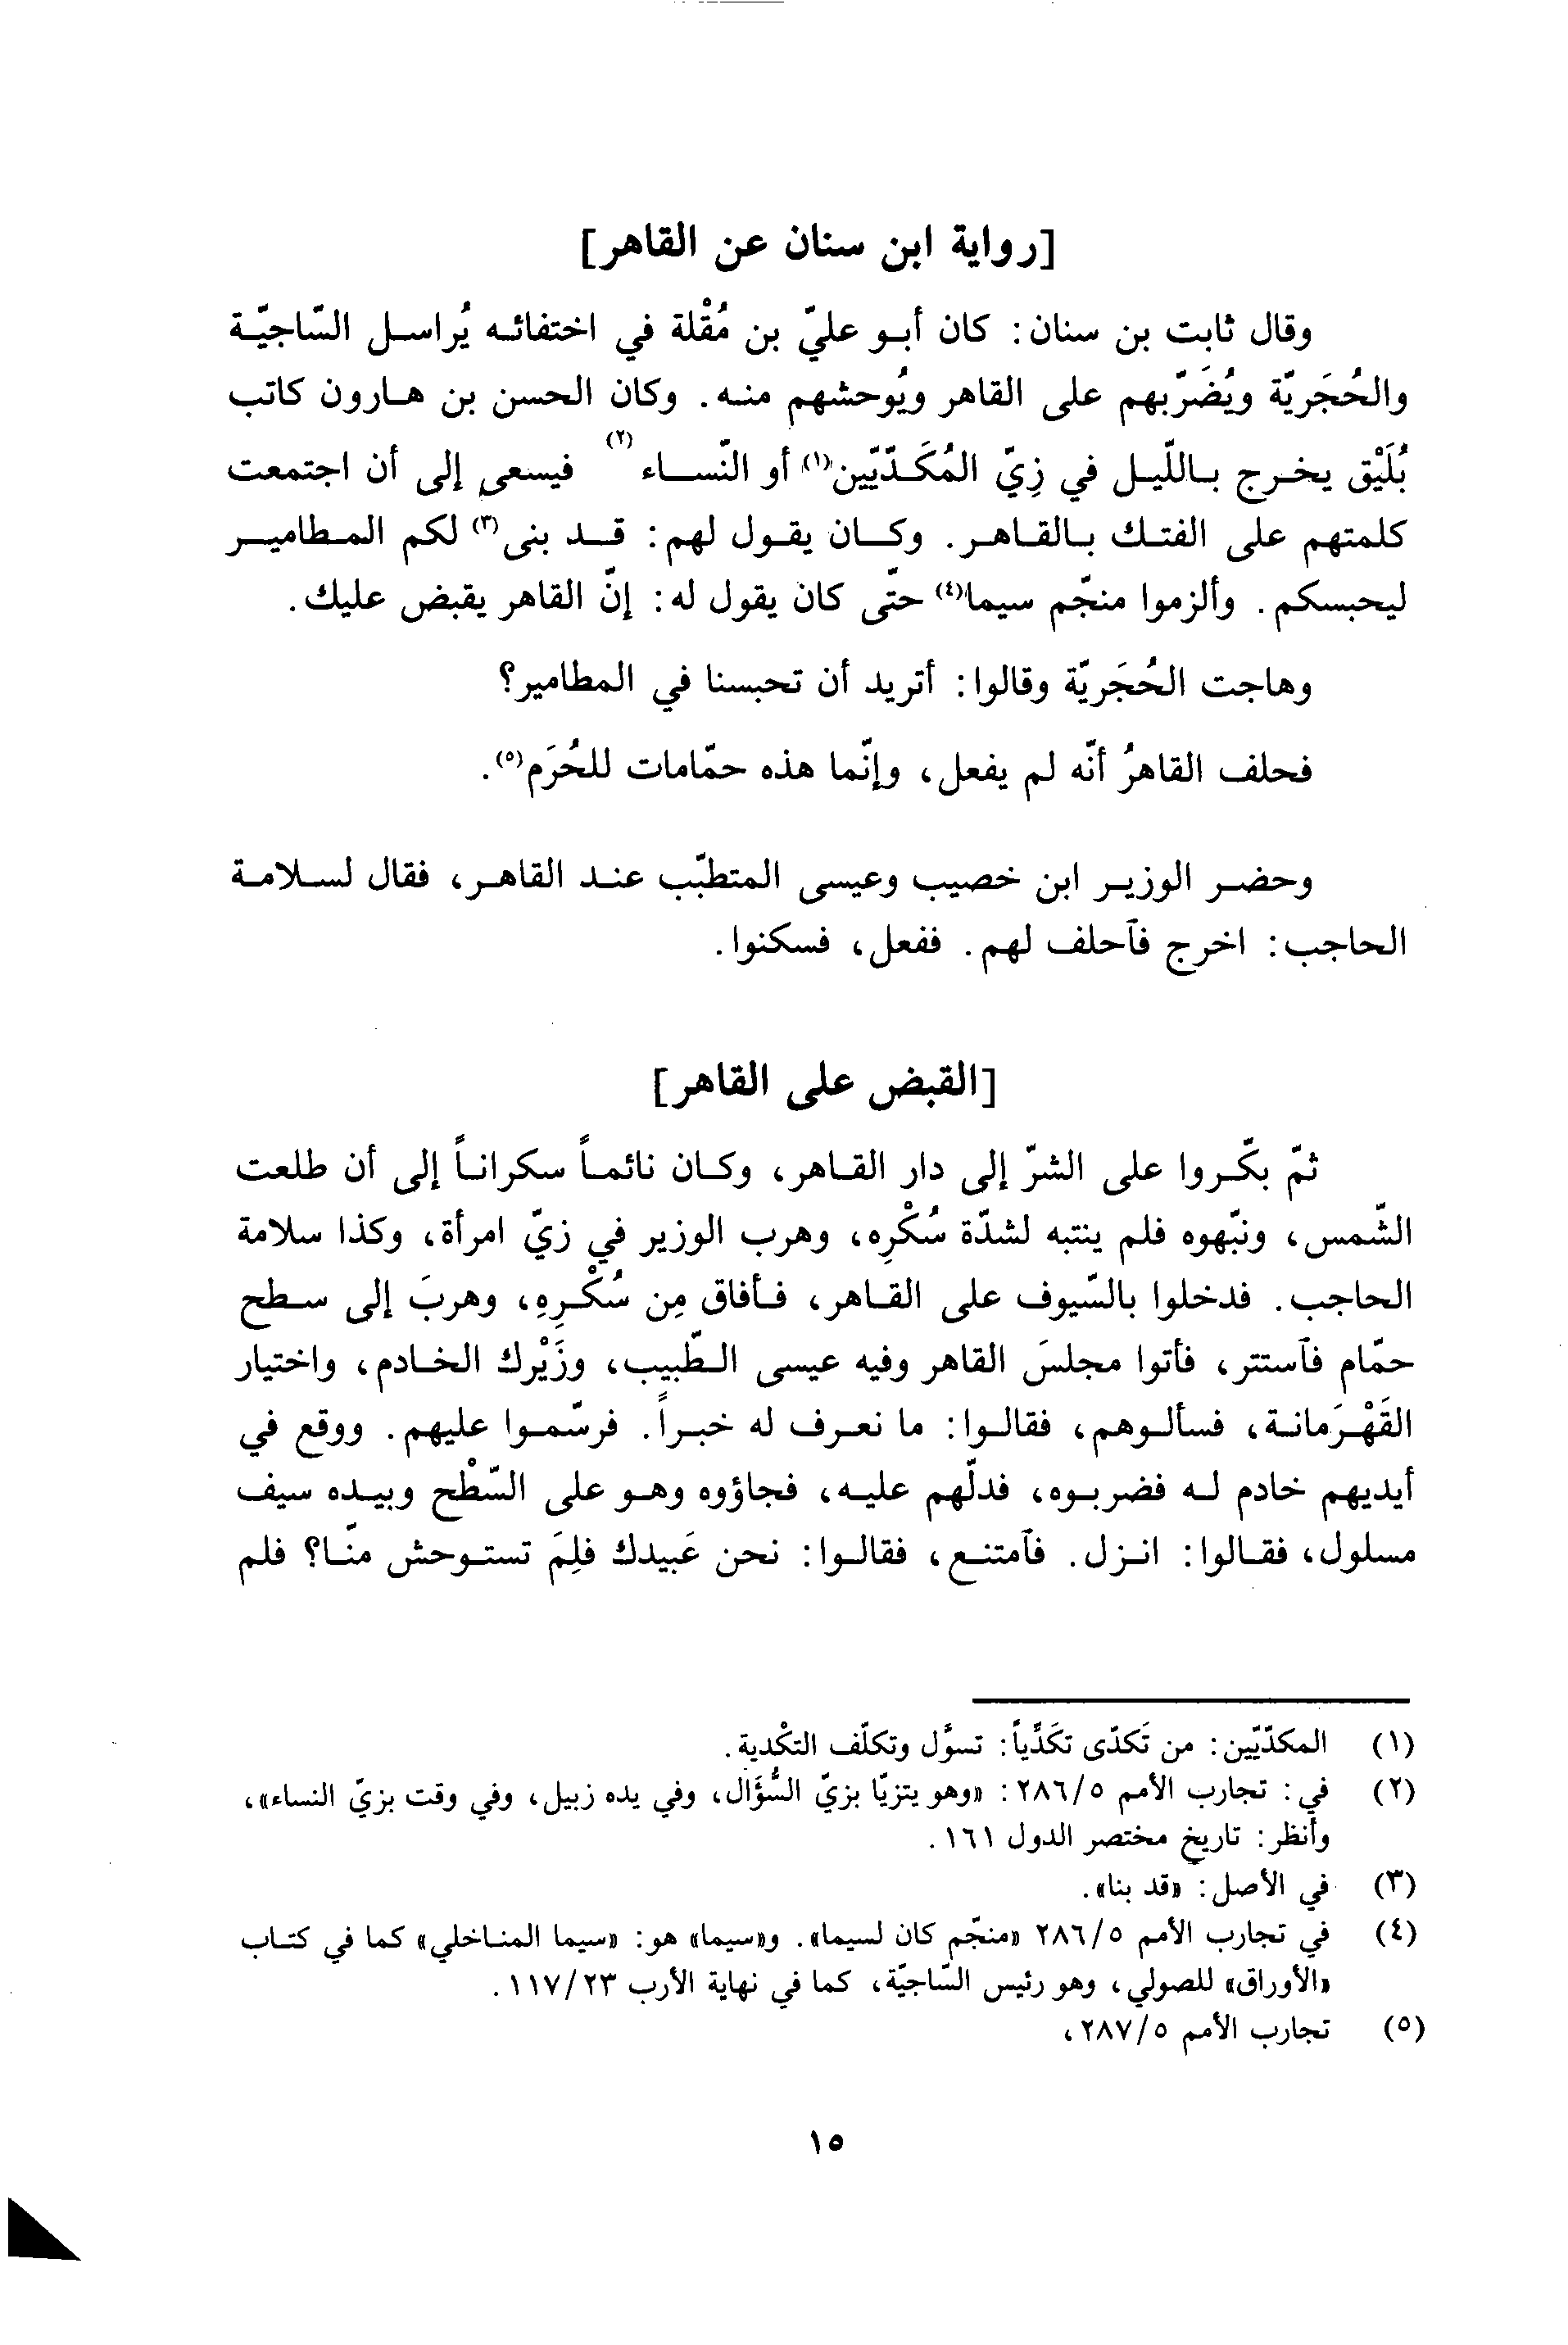 [رواية ابن سنان عن القاهر]
وقال ثابت بن سنان: كان أبو عليّ بن مُقْلة في اختفائه يُراسل السّاجيّة
والحُجَريّة ويُضَرّبهم على القاهر ويُوحشهم منه. وكان الحسن بن هارون كاتب
بُلَيْق يخرج باللّيل في زِيّ المُكَدّيّين(١) أو النّساء(٢) فيسعى إلى أن اجتمعت
كلمتهم على الفتك بالقاهر. وكان يقول لهم: قد بنى(٣) لكم المطامير
ليحبسكم. وألزموا منجّم سيما(٤) حتّى كان يقول له: إنّ القاهر يقبض عليك.
وهاجت الحُجَريّة وقالوا: أتريد أن تحبسنا في المطامير؟
فحلف القاهرُ أنّه لم يفعل، وإنّما هذه حمّامات للحُرَم(٥).
وحضر الوزير ابن خصيب وعيسى المتطبّب عند القاهر، فقال لسلامة
الحاجب: اخرج فآحلف لهم. ففعل، فسكنوا.
[القبض على القاهر]
ثمّ بكّروا على الشرّ إلى دار القاهر، وكان نائماً سكراناً إلى أن طلعت
الشّمس، ونبّهوه فلم ينتبه لشدّة سُكْرِه، وهرب الوزير في زيّ امرأة، وكذا سلامة
الحاجب. فدخلوا بالسّيوف على القاهر، فأفاق مِن سُكْرِهِ، وهربَ إلى سطح
حمّام فآستتر، فأتوا مجلسَ القاهر وفيه عيسى الطّبيب، وزَيْرك الخادم، واختيار
القَهْرَمانة، فسألوهم، فقالوا: ما نعرف له خبراً. فرسّموا عليهم. ووقع في
أيديهم خادم له فضربوه، فدلّهم عليه، فجاؤوه وهو على السّطْح وبيده سيف
مسلول، فقالوا: انزل. فآمتنع، فقالوا: نحن عَبيدك فلِمَ تستوحش منّا؟ فلم
(١) المكدّيّين: من تَكدّى تكَدِّياً: تسوَّل وتكلّف التكْدية.
(٢) في: تجارب الأمم ٢٨٦/٥: «وهو يتزيّا بزيّ السُّؤَال، وفي يده زبيل، وفي وقت بزيّ النساء»،
وأنظر: تاريخ مختصر الدول ١٦١.
(٣) في الأصل: «قد بنا».
(٤) في تجارب الأمم ٢٨٦/٥ «منجّم كان لسيما». و«سيما» هو: «سيما المناخلي» كما في كتاب
«الأوراق» للصولي، وهو رئيس السّاجيّة، كما في نهاية الأرب ١١٧/٢٣.
(٥) تجارب الأمم ٢٨٧/٥،
١٥